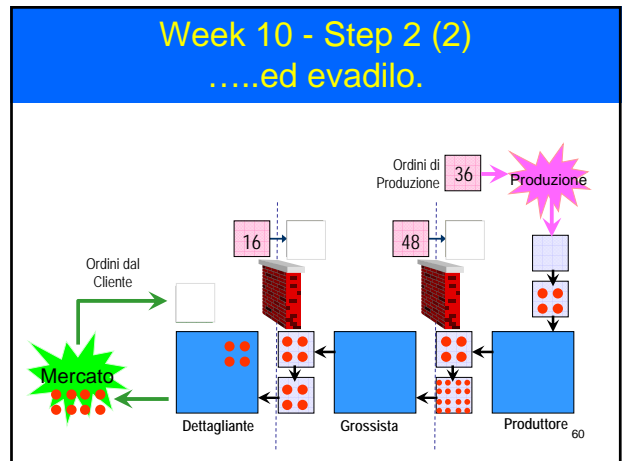 Week 10 - Step 2 (2)
…..ed evadilo.
Ordini di
Produzione
36
Produzione
16
48
Ordini dal
Cliente
Mercato
Dettagliante
Grossista
Produttore
60